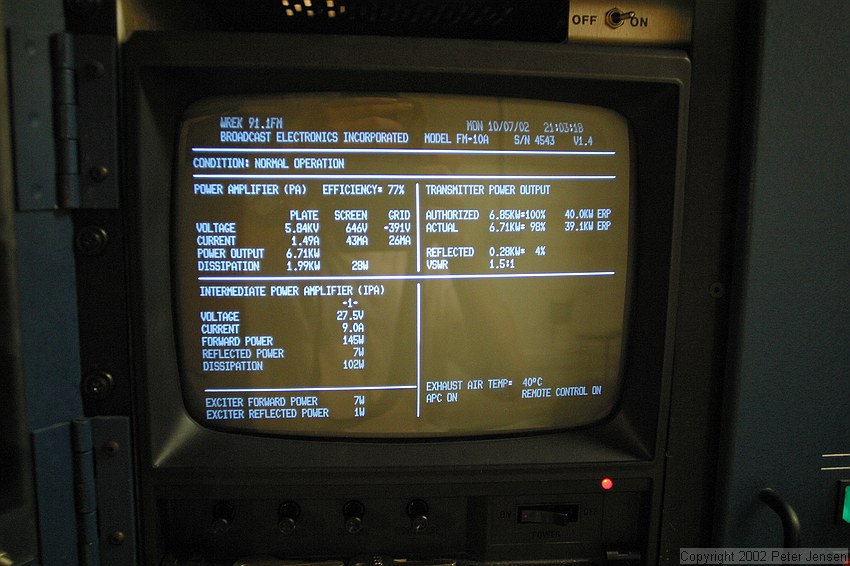 OFF ON
WREK 91.1FM MON 10/07/02 21:03:18
BROADCAST ELECTRONICS INCORPORATED MODEL FM-10A S/N 4543 V1.4
CONDITION: NORMAL OPERATION
POWER AMPLIFIER (PA) EFFICIENCY= 77%
PLATE SCREEN GRID
VOLTAGE 5.84KV 646V -391V
CURRENT 1.49A 43MA 26MA
POWER OUTPUT 6.71KW
DISSIPATION 1.99KW 28W
TRANSMITTER POWER OUTPUT
AUTHORIZED 6.85KW=100% 40.0KW ERP
ACTUAL 6.71KW= 98% 39.1KW ERP
REFLECTED 0.28KW= 4%
VSWR 1.5:1
INTERMEDIATE POWER AMPLIFIER (IPA)
-1-
VOLTAGE 27.5V
CURRENT 9.0A
FORWARD POWER 145W
REFLECTED POWER 7W
DISSIPATION 102W
EXCITER FORWARD POWER 7W
EXCITER REFLECTED POWER 1W
EXHAUST AIR TEMP= 40°C
APC ON REMOTE CONTROL ON
POWER
Copyright 2002 Peter Jensen